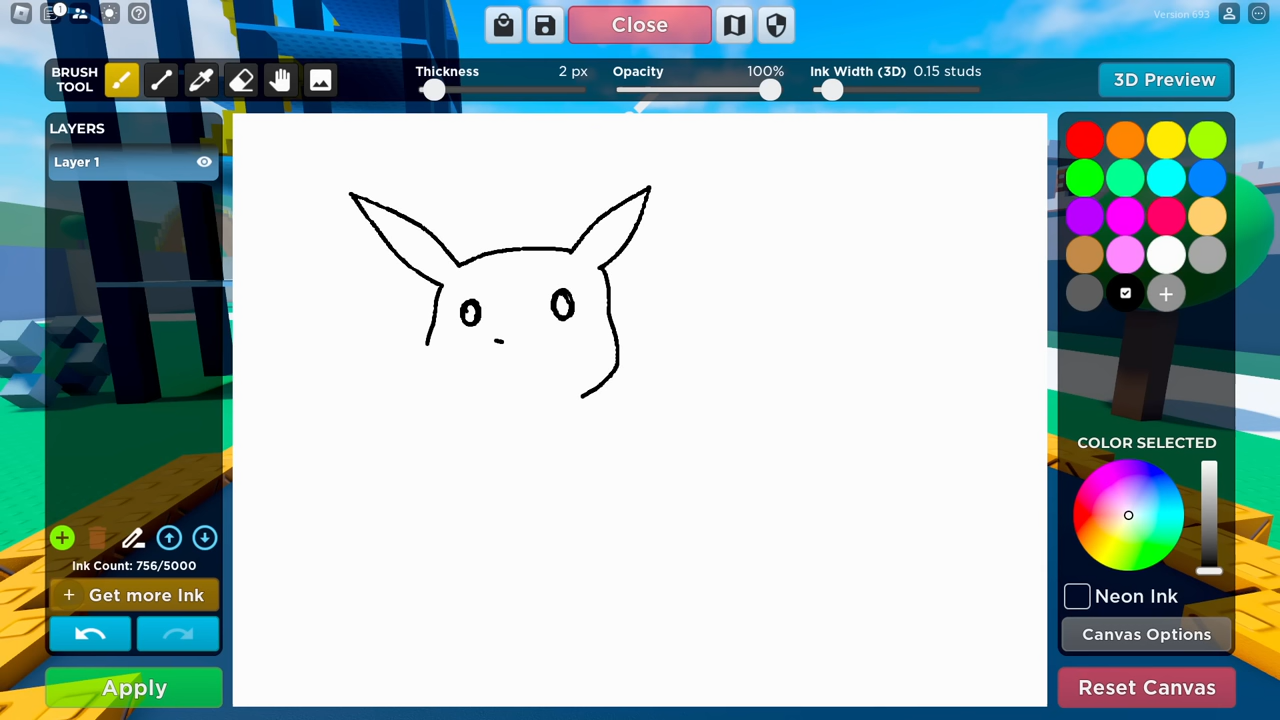 1
Version 693
Close
BRUSH
TOOL
Thickness 2 px
Opacity 100%
Ink Width (3D) 0.15 studs
3D Preview
LAYERS
Layer 1
Ink Count: 756/5000
+ Get more Ink
Apply
COLOR SELECTED
Neon Ink
Canvas Options
Reset Canvas